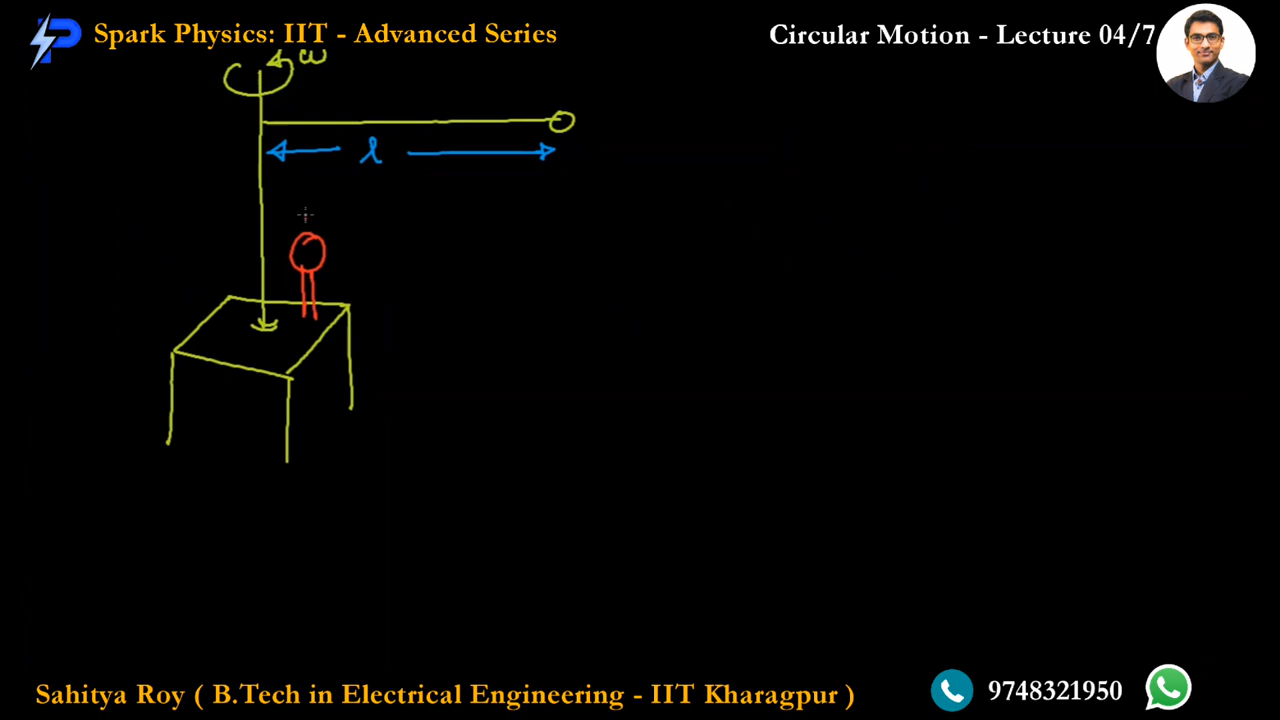 Spark Physics: IIT - Advanced Series
Circular Motion - Lecture 04/7
ω
l
Sahitya Roy ( B.Tech in Electrical Engineering - IIT Kharagpur )
9748321950